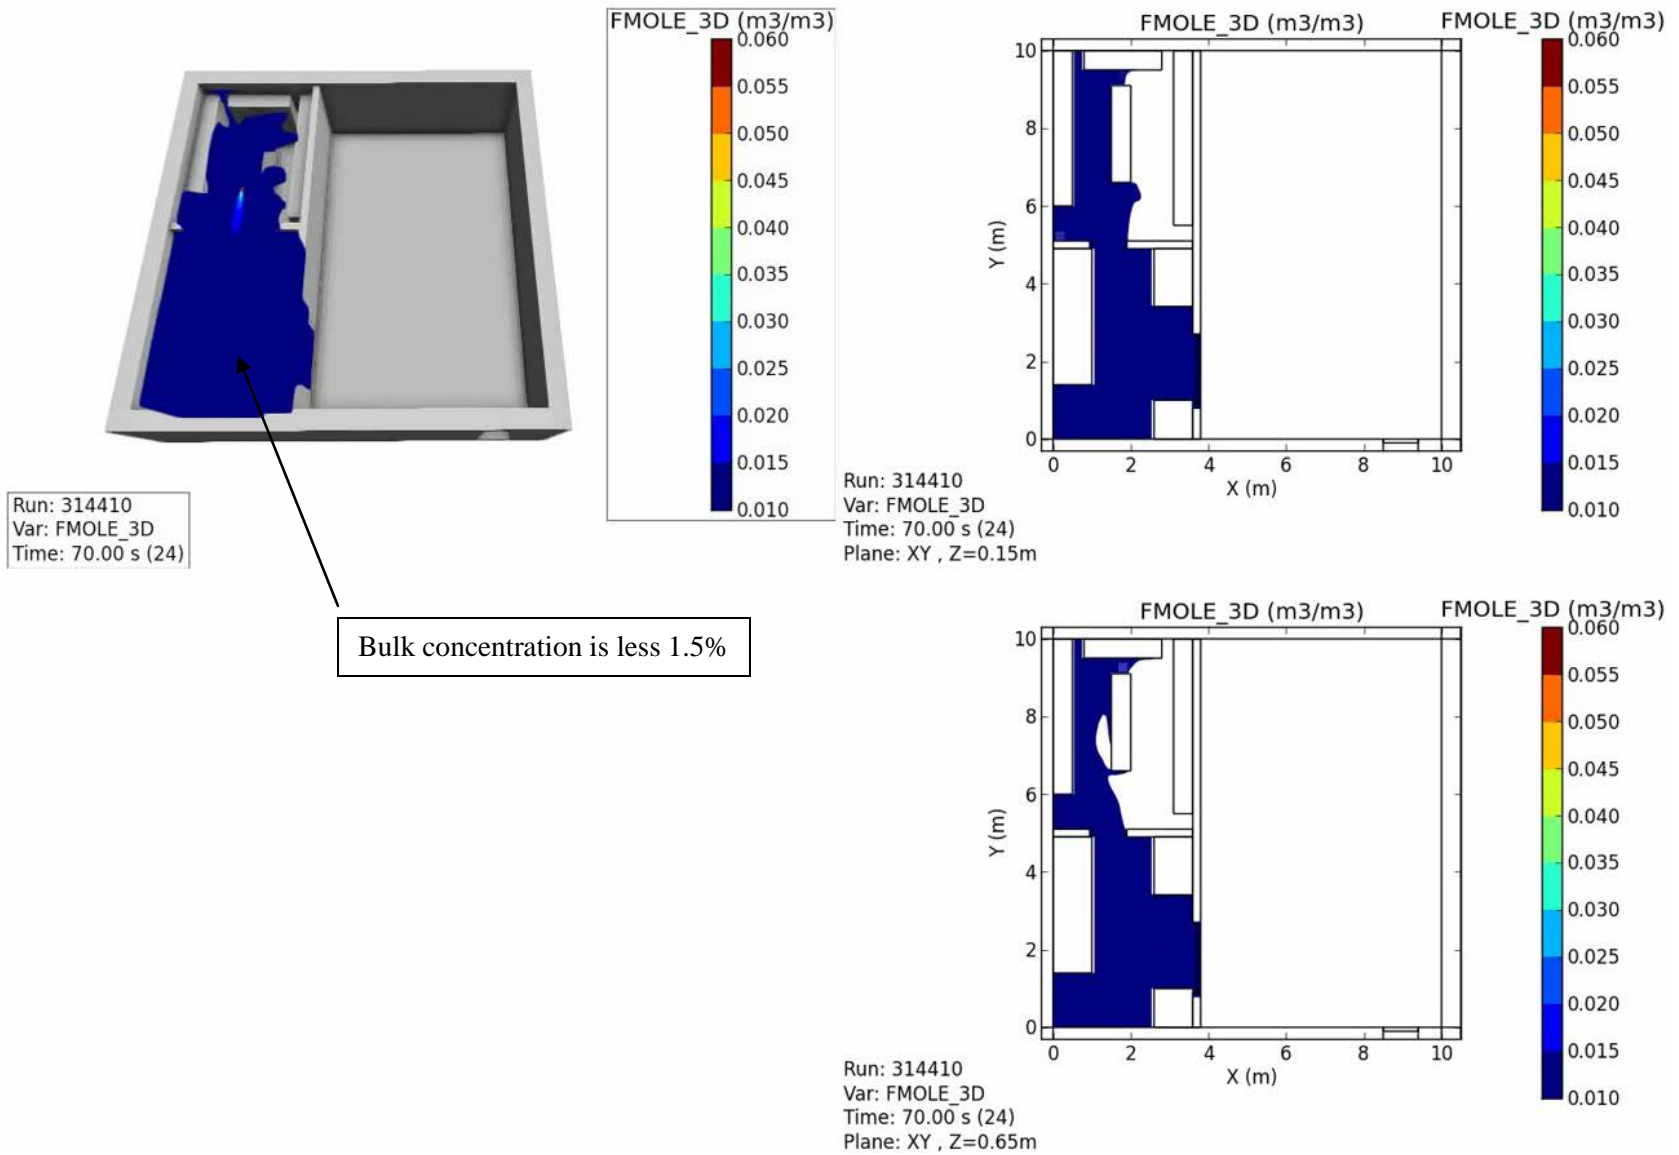 FMOLE_3D (m3/m3)
0.060
0.055
0.050
0.045
0.040
0.035
0.030
0.025
0.020
0.015
0.010
Run: 314410
Var: FMOLE_3D
Time: 70.00 s (24)
Bulk concentration is less 1.5%
FMOLE_3D (m3/m3)
FMOLE_3D (m3/m3)
10
8
6
4
2
0
Y (m)
0 2 4 6 8 10
X (m)
0.060
0.055
0.050
0.045
0.040
0.035
0.030
0.025
0.020
0.015
0.010
Run: 314410
Var: FMOLE_3D
Time: 70.00 s (24)
Plane: XY , Z=0.15m
FMOLE_3D (m3/m3)
FMOLE_3D (m3/m3)
10
8
6
4
2
0
Y (m)
0 2 4 6 8 10
X (m)
0.060
0.055
0.050
0.045
0.040
0.035
0.030
0.025
0.020
0.015
0.010
Run: 314410
Var: FMOLE_3D
Time: 70.00 s (24)
Plane: XY , Z=0.65m